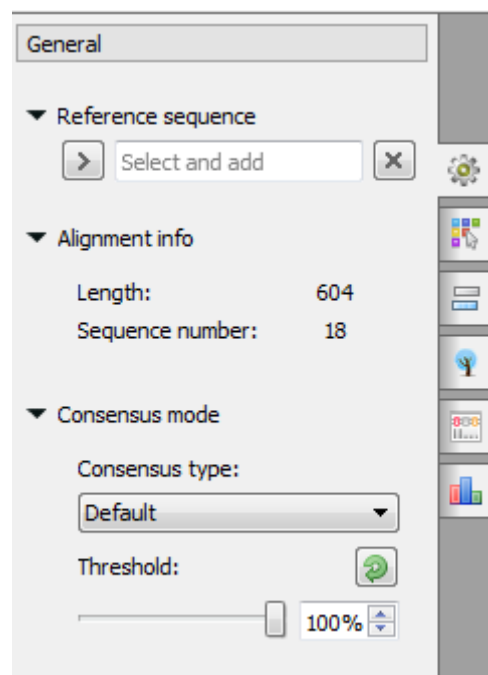 General
Reference sequence
Select and add
Alignment info
Length: 604
Sequence number: 18
Consensus mode
Consensus type:
Default
Threshold:
100%